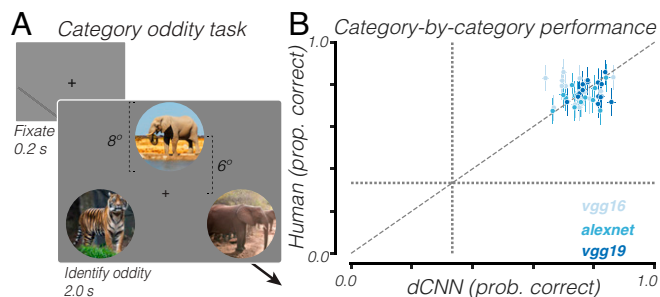 A
Category oddity task
Fixate
0.2 s
8°
6°
Identify oddity
2.0 s
B
Category-by-category performance
Human (prop. correct)
1.0
0.0
vgg16
alexnet
vgg19
0.0
1.0
dCNN (prob. correct)